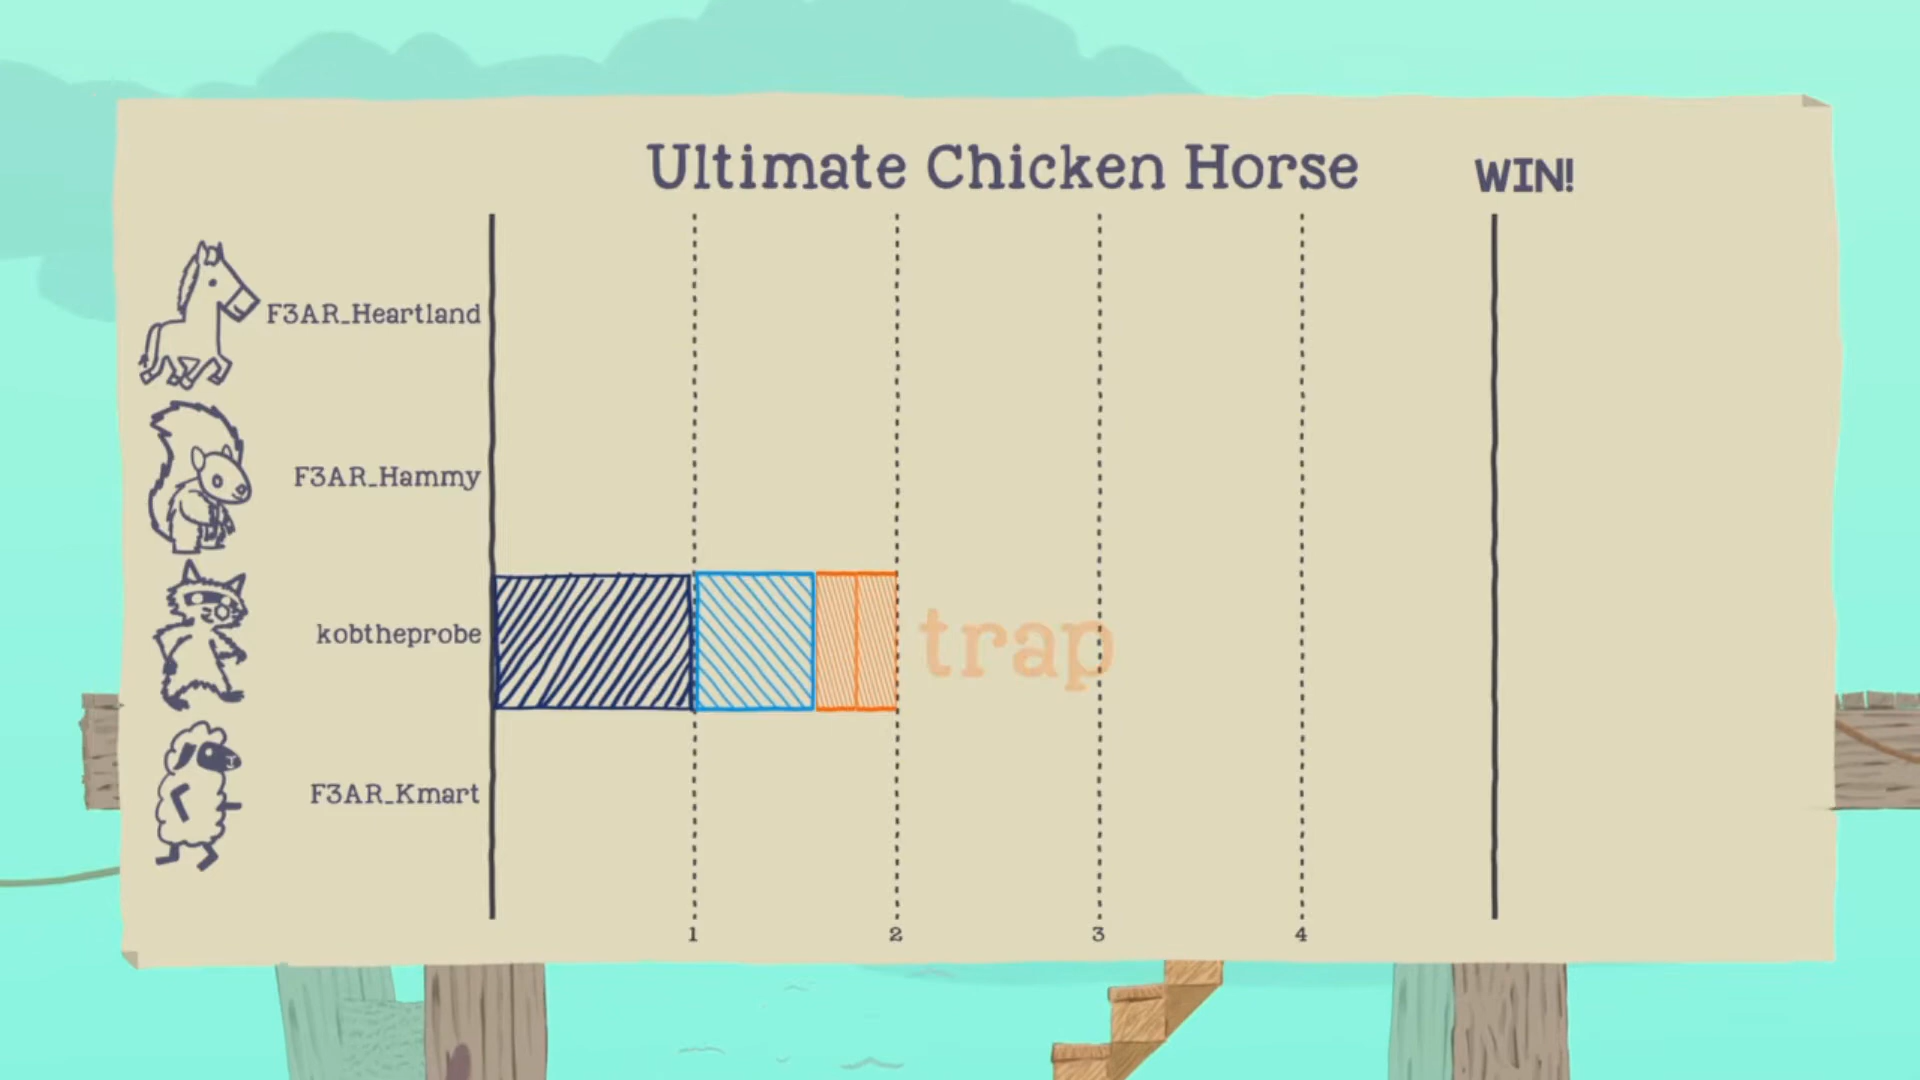 Ultimate Chicken Horse
WIN!
F3AR_Heartland
F3AR_Hammy
kobtheprobe
trap
F3AR_Kmart
1 2 3 4